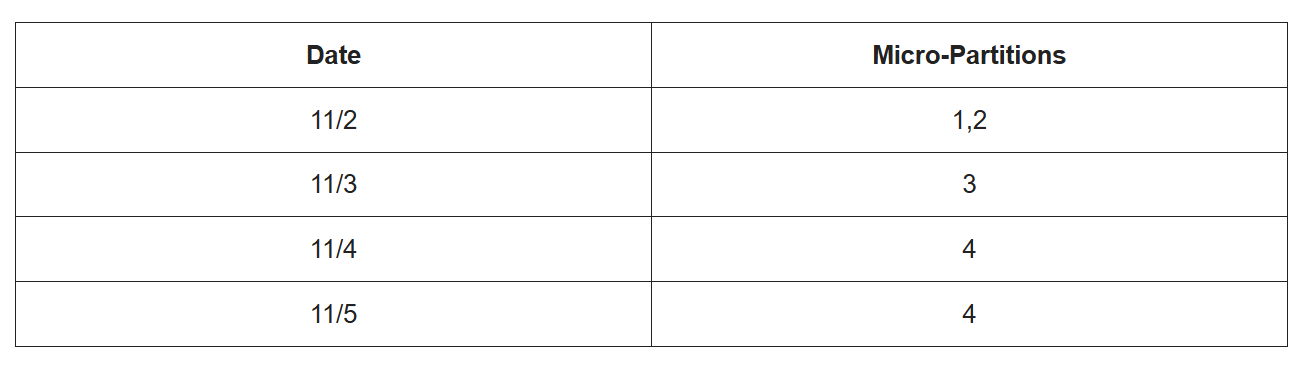 Date Micro-Partitions
11/2 1,2
11/3 3
11/4 4
11/5 4